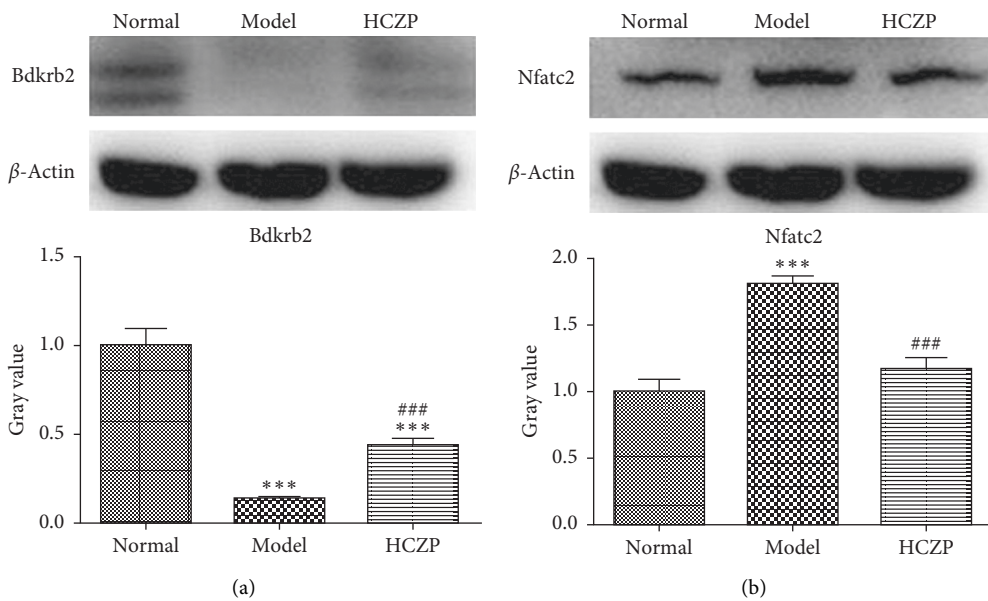 Normal Model HCZP
Bdkrb2
β-Actin
Bdkrb2
1.5
1.0
0.5
0.0
Gray value
###
***
***
Normal Model HCZP
(a)
Normal Model HCZP
Nfatc2
β-Actin
Nfatc2
2.0
1.5
1.0
0.5
0.0
Gray value
***
###
Normal Model HCZP
(b)